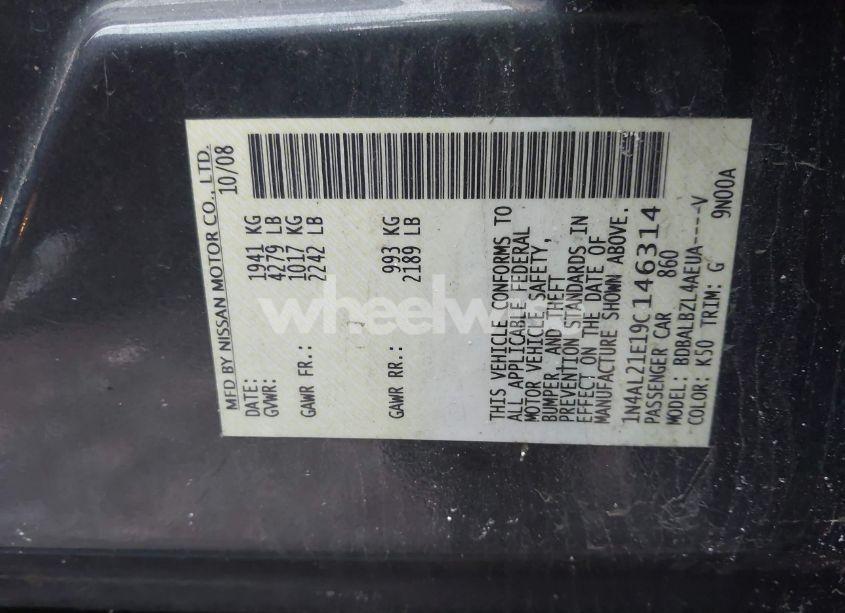 MFD BY NISSAN MOTOR CO., LTD.
DATE: 10/08
GVWR: 1941 KG
4279 LB
GAWR FR.: 1017 KG
2242 LB
GAWR RR.: 993 KG
2189 LB
THIS VEHICLE CONFORMS TO
ALL APPLICABLE FEDERAL
MOTOR VEHICLE SAFETY,
BUMPER, AND THEFT
PREVENTION STANDARDS IN
EFFECT ON THE DATE OF
MANUFACTURE SHOWN ABOVE.
1N4AL21E19C146314
PASSENGER CAR 860
MODEL: BDBALBZL4AEUA----V
COLOR: K50 TRIM: G 9N00A